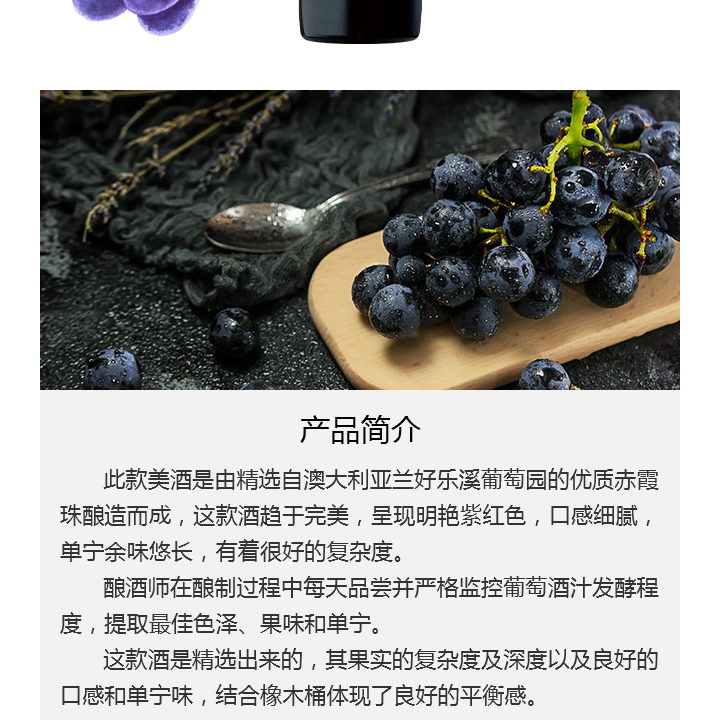 产品简介
此款美酒是由精选自澳大利亚兰好乐溪葡萄园的优质赤霞
珠酿造而成，这款酒趋于完美，呈现明艳紫红色，口感细腻，
单宁余味悠长，有着很好的复杂度。
酿酒师在酿制过程中每天品尝并严格监控葡萄酒汁发酵程
度，提取最佳色泽、果味和单宁。
这款酒是精选出来的，其果实的复杂度及深度以及良好的
口感和单宁味，结合橡木桶体现了良好的平衡感。